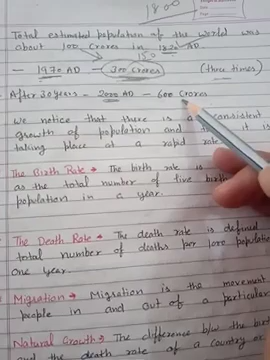 1800
Total estimated population of the world was
about 100 Crores in 1820 AD
150
- 1970 AD - 300 Crores (three times)
- After 30 years - 2000 AD - 600 Crores
We notice that there is a consistent
growth of population and it is
taking place at a rapid rate
The Birth Rate → The birth rate is
as the total number of live birth
population in a year.
The Death Rate → The death rate is defined
total number of deaths per 1000 population
one year.
Migration → Migration is the movement
people in and out of a particular
Natural Growth → The difference b/w the birth
and the death rate of a country or